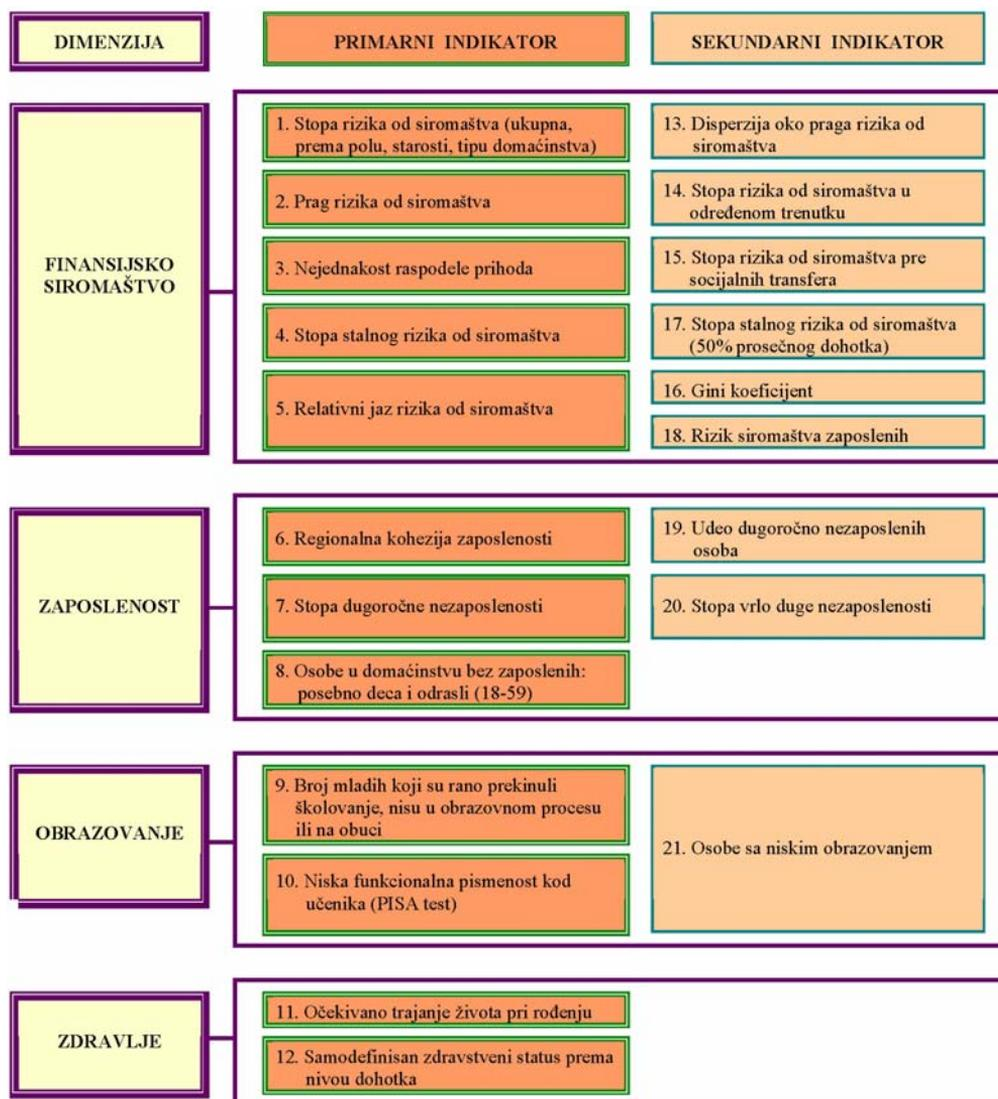 DIMENZIJA
PRIMARNI INDIKATOR
SEKUNDARNI INDIKATOR
FINANSIJSKO
SIROMAŠTVO
1. Stopa rizika od siromaštva (ukupna,
prema polu, starosti, tipu domaćinstva)
2. Prag rizika od siromaštva
3. Nejednakost raspodele prihoda
4. Stopa stalnog rizika od siromaštva
5. Relativni jaz rizika od siromaštva
13. Disperzija oko praga rizika od
siromaštva
14. Stopa rizika od siromaštva u
određenom trenutku
15. Stopa rizika od siromaštva pre
socijalnih transfera
17. Stopa stalnog rizika od siromaštva
(50% prosečnog dohotka)
16. Gini koeficijent
18. Rizik siromaštva zaposlenih
ZAPOSLENOST
6. Regionalna kohezija zaposlenosti
7. Stopa dugoročne nezaposlenosti
8. Osobe u domaćinstvu bez zaposlenih:
posebno deca i odrasli (18-59)
19. Udeo dugoročno nezaposlenih
osoba
20. Stopa vrlo duge nezaposlenosti
OBRAZOVANJE
9. Broj mladih koji su rano prekinuli
školovanje, nisu u obrazovnom procesu
ili na obuci
10. Niska funkcionalna pismenost kod
učenika (PISA test)
21. Osobe sa niskim obrazovanjem
ZDRAVLJE
11. Očekivano trajanje života pri rođenju
12. Samodefinisan zdravstveni status prema
nivou dohotka